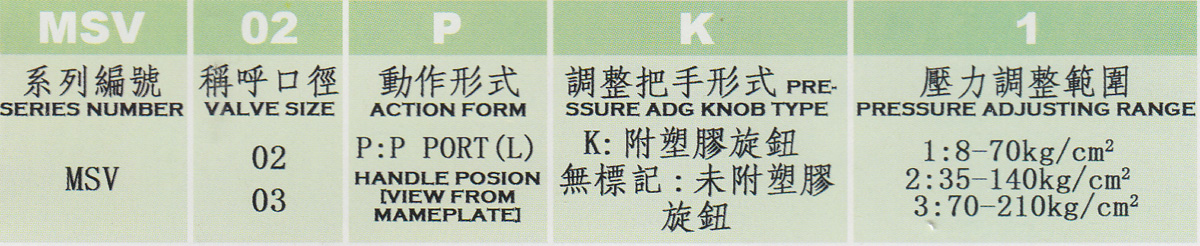 MSV
02
P
K
1
系列編號
SERIES NUMBER
MSV
稱呼口徑
VALVE SIZE
02
03
動作形式
ACTION FORM
P:P PORT(L)
HANDLE POSION
[VIEW FROM
MAMEPLATE]
調整把手形式 PRE-
SSURE ADG KNOB TYPE
K:附塑膠旋鈕
無標記:未附塑膠
旋鈕
壓力調整範圍
PRESSURE ADJUSTING RANGE
1:8-70kg/cm²
2:35-140kg/cm²
3:70-210kg/cm²